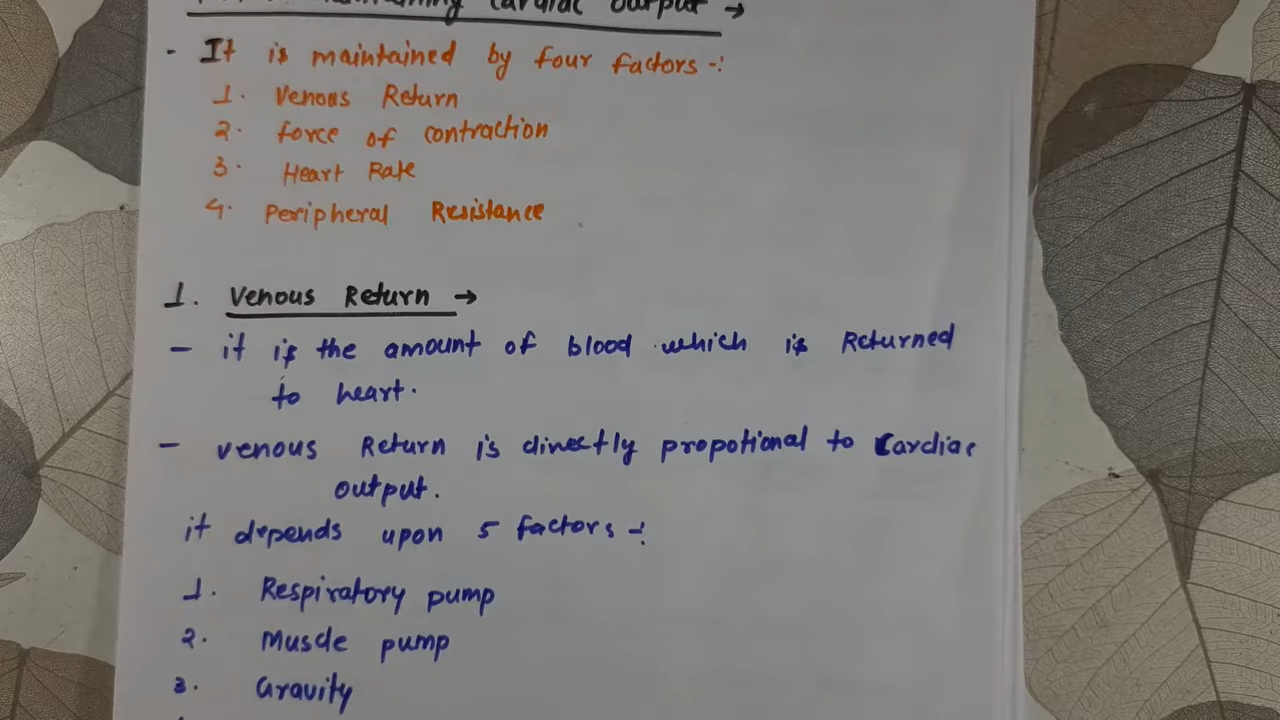 Cardiac output →
- It is maintained by four factors -:
1. Venous Return
2. force of contraction
3. Heart Rate
4. Peripheral Resistance
1. Venous Return →
- it is the amount of blood which is Returned
to heart.
- venous Return is directly propotional to Cardiac
output.
it depends upon 5 factors -:
1. Respiratory pump
2. Muscle pump
3. Gravity